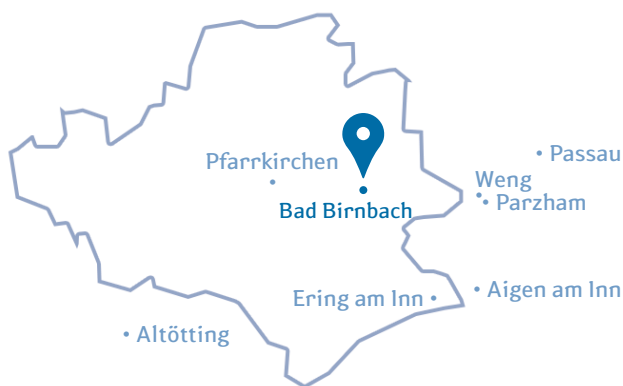 Passau
Pfarrkirchen
Weng
Parzham
Bad Birnbach
Aigen am Inn
Ering am Inn
Altötting